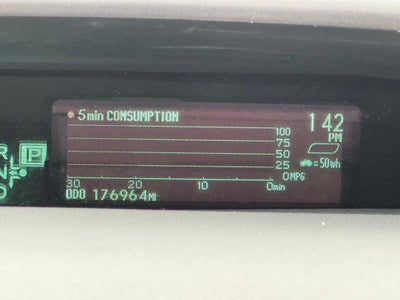 5min CONSUMPTION
1 42
PM
100
75
50
25
0MPG
=50Wh
30 20 10 0min
ODO 176964MI
R
P
N
D